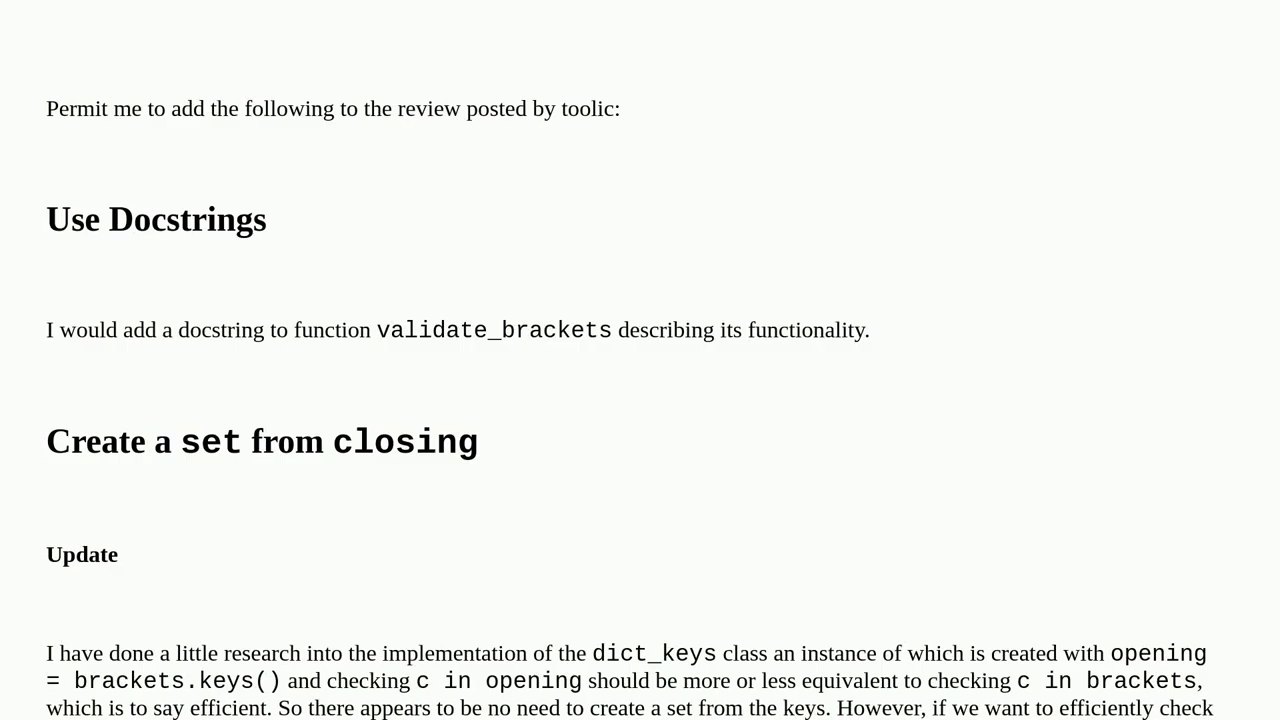 Permit me to add the following to the review posted by toolic:
Use Docstrings
I would add a docstring to function validate_brackets describing its functionality.
Create a set from closing
Update
I have done a little research into the implementation of the dict_keys class an instance of which is created with opening
= brackets.keys() and checking c in opening should be more or less equivalent to checking c in brackets,
which is to say efficient. So there appears to be no need to create a set from the keys. However, if we want to efficiently check